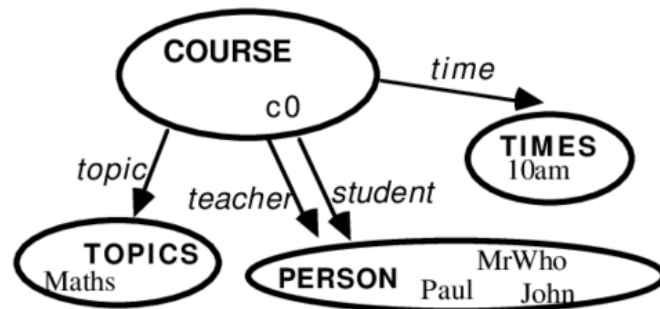 COURSE
time
c0
TIMES
10am
topic
teacher
student
TOPICS
Maths
PERSON
MrWho
Paul
John